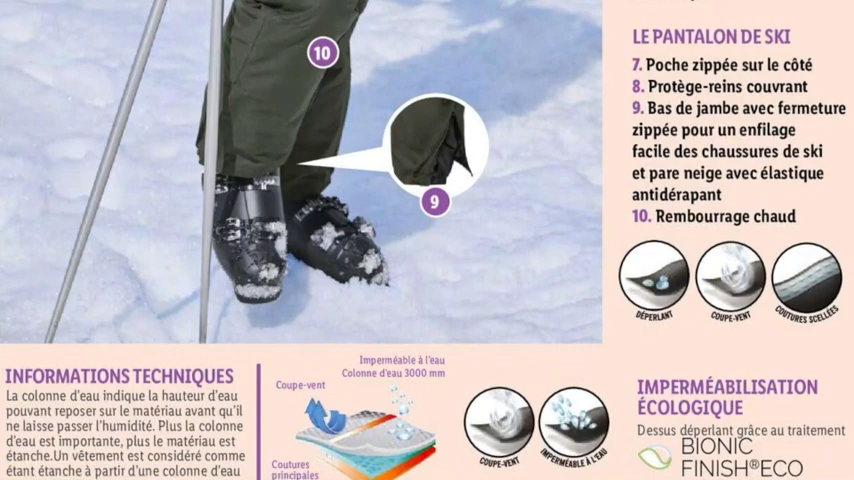 LE PANTALON DE SKI
7. Poche zippée sur le côté
8. Protège-reins couvrant
9. Bas de jambe avec fermeture
zippée pour un enfilage
facile des chaussures de ski
et pare neige avec élastique
antidérapant
10. Rembourrage chaud
10
9
DÉPERLANT
COUPE-VENT
COUTURES SCELLÉES
INFORMATIONS TECHNIQUES
La colonne d'eau indique la hauteur d'eau
pouvant reposer sur le matériau avant qu'il
ne laisse passer l'humidité. Plus la colonne
d'eau est importante, plus le matériau est
étanche.Un vêtement est considéré comme
étant étanche à partir d'une colonne d'eau
Imperméable à l'eau
Colonne d'eau 3000 mm
Coupe-vent
Coutures
principales
COUPE-VENT
IMPERMÉABLE À L'EAU
IMPERMÉABILISATION
ÉCOLOGIQUE
Dessus déperlant grâce au traitement
BIONIC
FINISH®ECO